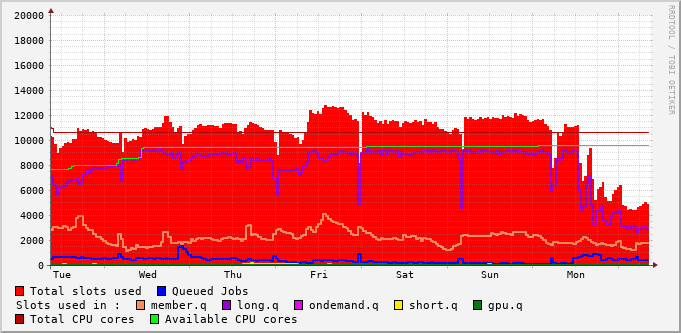 RRDTOOL / TOBI OETIKER
20000
18000
16000
14000
12000
10000
8000
6000
4000
2000
0
Tue Wed Thu Fri Sat Sun Mon
Total slots used Queued Jobs
Slots used in : member.q long.q ondemand.q short.q gpu.q
Total CPU cores Available CPU cores